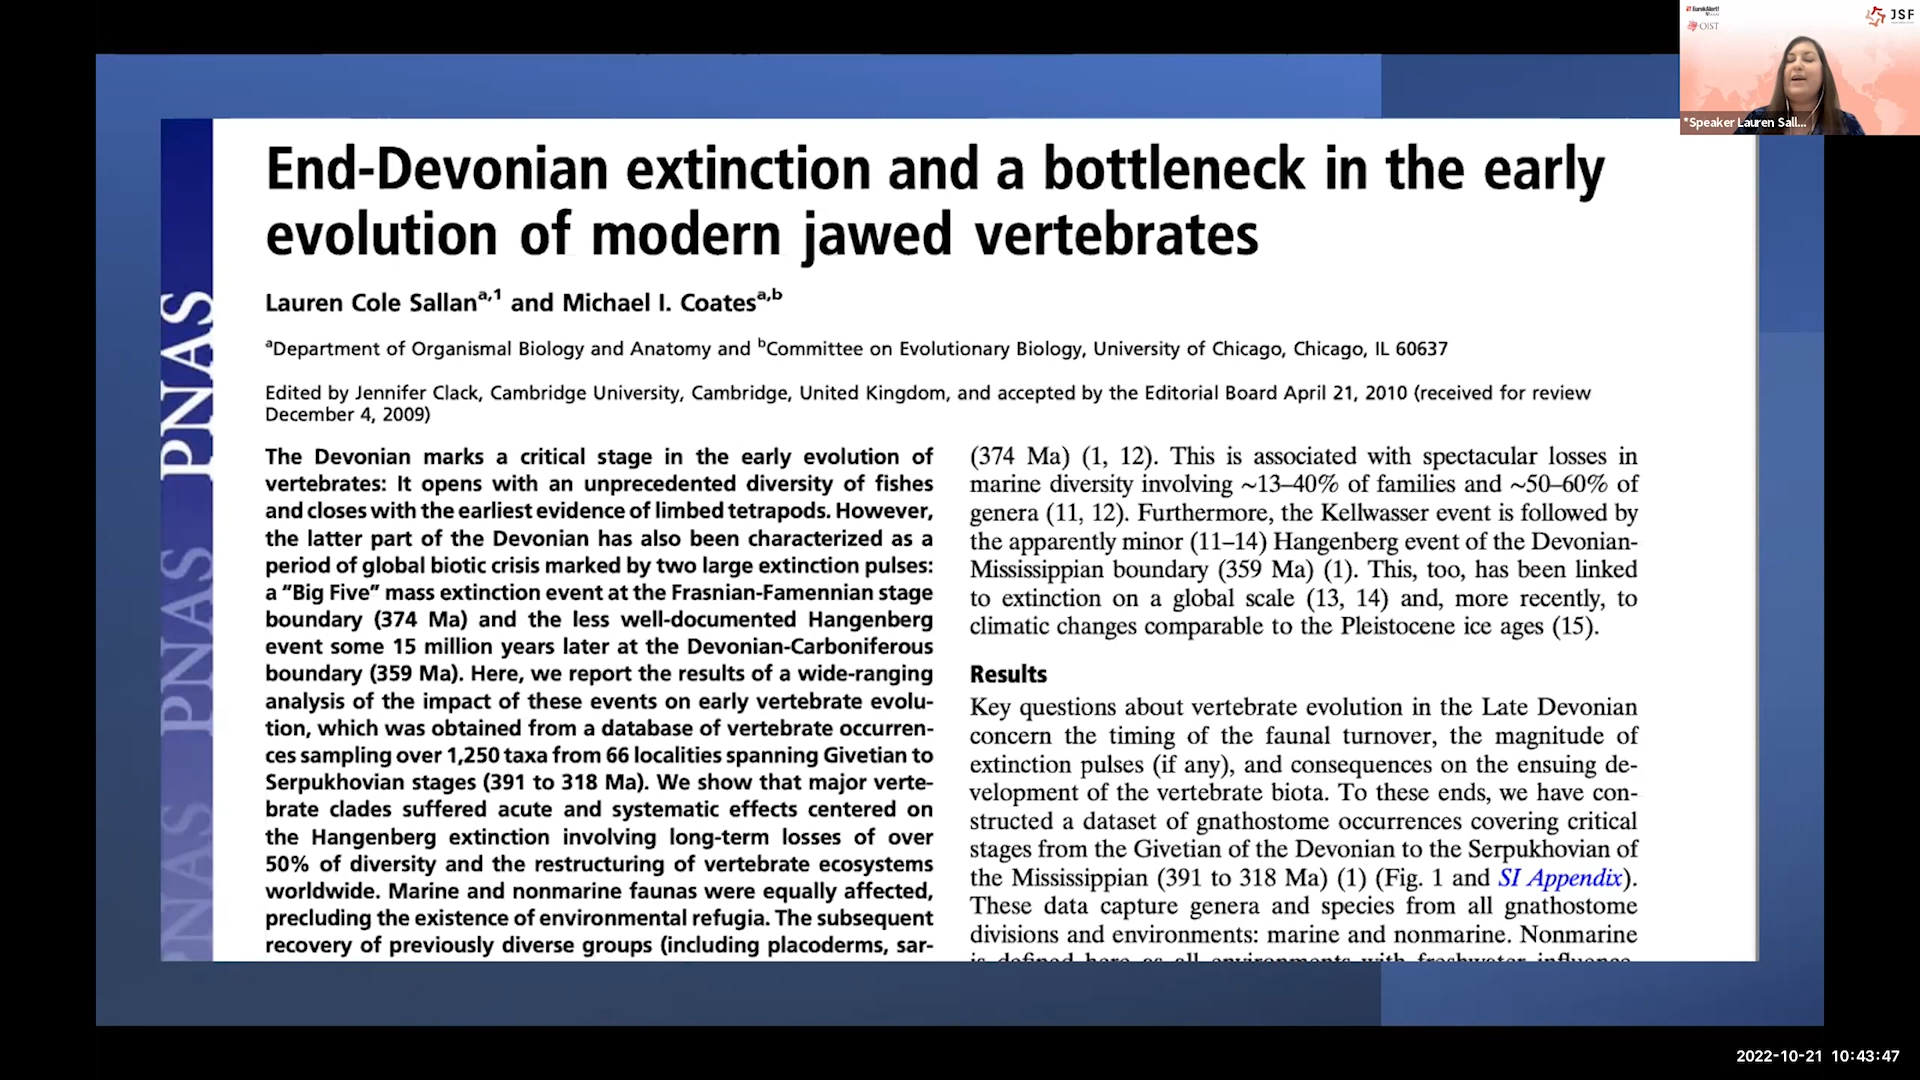 EurekAlert!
OIST
JSF
*Speaker Lauren Sall...
PNAS PNAS PNAS
End-Devonian extinction and a bottleneck in the early
evolution of modern jawed vertebrates
Lauren Cole Sallana,1 and Michael I. Coatesa,b
aDepartment of Organismal Biology and Anatomy and bCommittee on Evolutionary Biology, University of Chicago, Chicago, IL 60637
Edited by Jennifer Clack, Cambridge University, Cambridge, United Kingdom, and accepted by the Editorial Board April 21, 2010 (received for review
December 4, 2009)
The Devonian marks a critical stage in the early evolution of
vertebrates: It opens with an unprecedented diversity of fishes
and closes with the earliest evidence of limbed tetrapods. However,
the latter part of the Devonian has also been characterized as a
period of global biotic crisis marked by two large extinction pulses:
a “Big Five” mass extinction event at the Frasnian-Famennian stage
boundary (374 Ma) and the less well-documented Hangenberg
event some 15 million years later at the Devonian-Carboniferous
boundary (359 Ma). Here, we report the results of a wide-ranging
analysis of the impact of these events on early vertebrate evolu-
tion, which was obtained from a database of vertebrate occurren-
ces sampling over 1,250 taxa from 66 localities spanning Givetian to
Serpukhovian stages (391 to 318 Ma). We show that major verte-
brate clades suffered acute and systematic effects centered on
the Hangenberg extinction involving long-term losses of over
50% of diversity and the restructuring of vertebrate ecosystems
worldwide. Marine and nonmarine faunas were equally affected,
precluding the existence of environmental refugia. The subsequent
recovery of previously diverse groups (including placoderms, sar-
(374 Ma) (1, 12). This is associated with spectacular losses in
marine diversity involving ~13–40% of families and ~50–60% of
genera (11, 12). Furthermore, the Kellwasser event is followed by
the apparently minor (11–14) Hangenberg event of the Devonian-
Mississippian boundary (359 Ma) (1). This, too, has been linked
to extinction on a global scale (13, 14) and, more recently, to
climatic changes comparable to the Pleistocene ice ages (15).
Results
Key questions about vertebrate evolution in the Late Devonian
concern the timing of the faunal turnover, the magnitude of
extinction pulses (if any), and consequences on the ensuing de-
velopment of the vertebrate biota. To these ends, we have con-
structed a dataset of gnathostome occurrences covering critical
stages from the Givetian of the Devonian to the Serpukhovian of
the Mississippian (391 to 318 Ma) (1) (Fig. 1 and SI Appendix).
These data capture genera and species from all gnathostome
divisions and environments: marine and nonmarine. Nonmarine
is defined here as all environments with freshwater influence,
2022-10-21 10:43:47